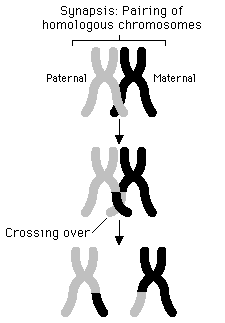 Synapsis: Pairing of
homologous chromosomes
Paternal
Maternal
Crossing over